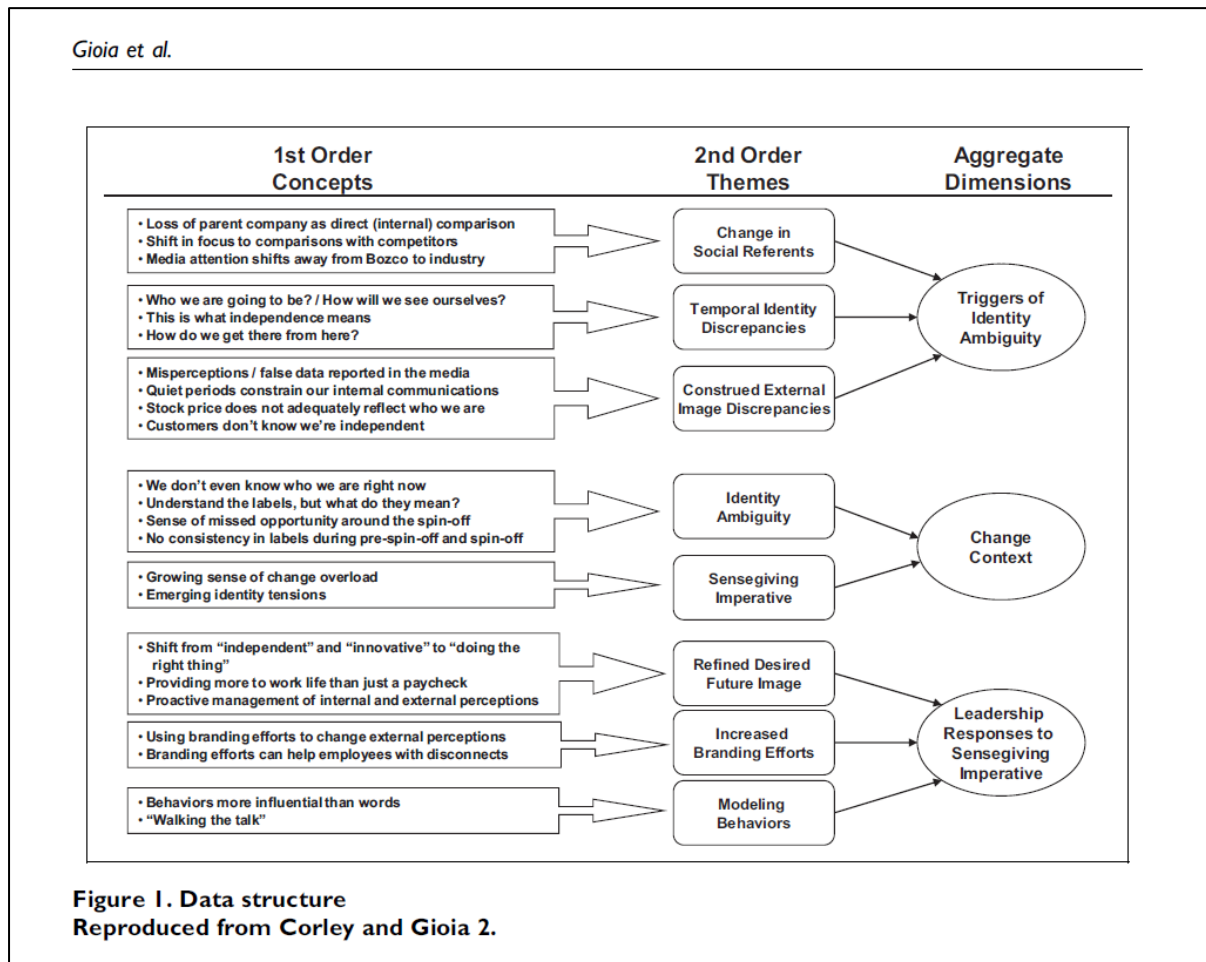 Gioia et al.
1st Order
Concepts
2nd Order
Themes
Aggregate
Dimensions
• Loss of parent company as direct (internal) comparison
• Shift in focus to comparisons with competitors
• Media attention shifts away from Bozco to industry
Change in
Social Referents
• Who we are going to be? / How will we see ourselves?
• This is what independence means
• How do we get there from here?
Temporal Identity
Discrepancies
• Misperceptions / false data reported in the media
• Quiet periods constrain our internal communications
• Stock price does not adequately reflect who we are
• Customers don't know we're independent
Construed External
Image Discrepancies
Triggers of
Identity
Ambiguity
• We don't even know who we are right now
• Understand the labels, but what do they mean?
• Sense of missed opportunity around the spin-off
• No consistency in labels during pre-spin-off and spin-off
Identity
Ambiguity
• Growing sense of change overload
• Emerging identity tensions
Sensegiving
Imperative
Change
Context
• Shift from "independent" and "innovative" to "doing the
right thing"
• Providing more to work life than just a paycheck
• Proactive management of internal and external perceptions
Refined Desired
Future Image
• Using branding efforts to change external perceptions
• Branding efforts can help employees with disconnects
Increased
Branding Efforts
• Behaviors more influential than words
• "Walking the talk"
Modeling
Behaviors
Leadership
Responses to
Sensegiving
Imperative
Figure 1. Data structure
Reproduced from Corley and Gioia 2.